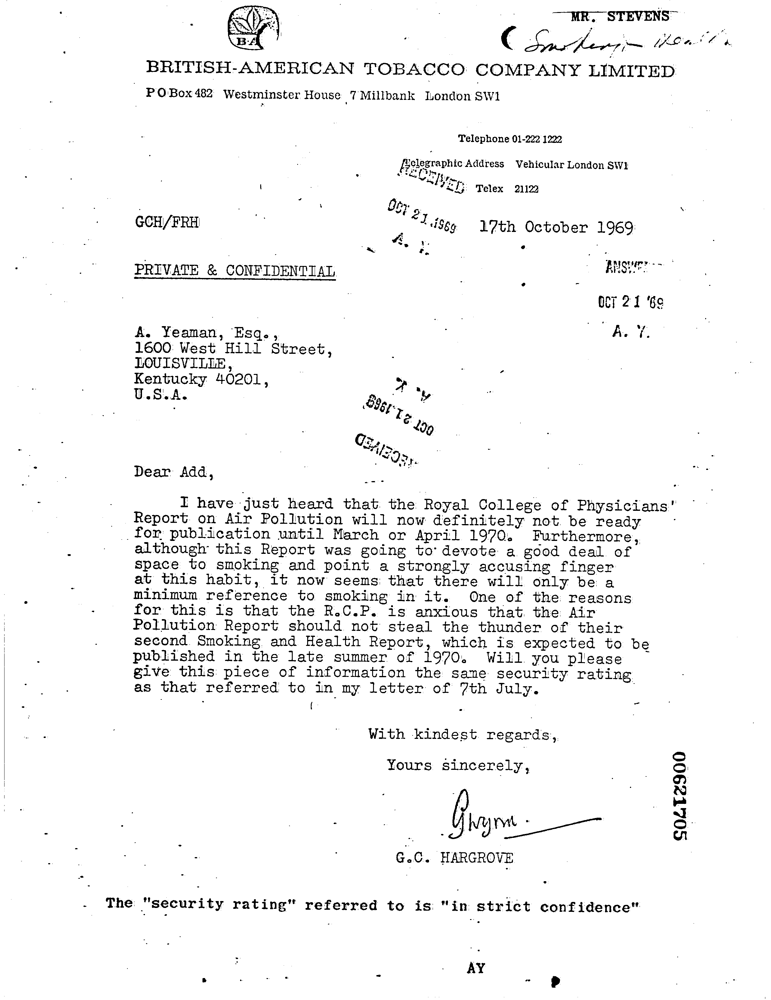 MR. STEVENS
B·A
BRITISH-AMERICAN TOBACCO COMPANY LIMITED
P O Box 482 Westminster House 7 Millbank London SW1
Telephone 01-222 1222
Telegraphic Address Vehicular London SW1
RECEIVED
Telex 21122
OCT 21 1969
GCH/FRH
17th October 1969
A. Y.
PRIVATE & CONFIDENTIAL
OCT 21 '69
A. Y.
A. Yeaman, Esq.,
1600 West Hill Street,
LOUISVILLE,
Kentucky 40201,
U.S.A.
A. Y.
OCT 21 1969
RECEIVED
Dear Add,
I have just heard that the Royal College of Physicians'
Report on Air Pollution will now definitely not be ready
for publication until March or April 1970. Furthermore,
although this Report was going to devote a good deal of
space to smoking and point a strongly accusing finger
at this habit, it now seems that there will only be a
minimum reference to smoking in it. One of the reasons
for this is that the R.C.P. is anxious that the Air
Pollution Report should not steal the thunder of their
second Smoking and Health Report, which is expected to be
published in the late summer of 1970. Will you please
give this piece of information the same security rating
as that referred to in my letter of 7th July.
With kindest regards,
Yours sincerely,
G.C. HARGROVE
00621705
The "security rating" referred to is "in strict confidence"
AY